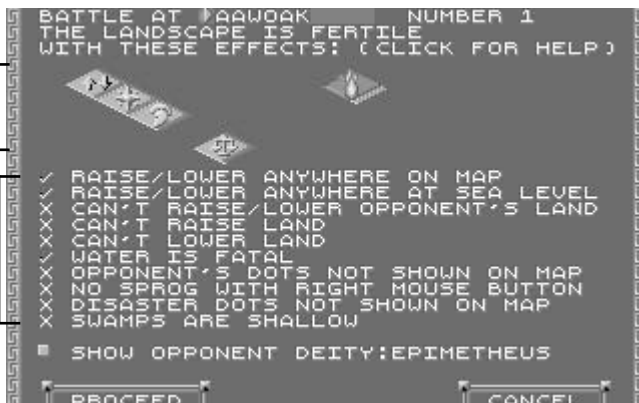 BATTLE AT AAWOAK NUMBER 1
THE LANDSCAPE IS FERTILE
WITH THESE EFFECTS: (CLICK FOR HELP)
RAISE/LOWER ANYWHERE ON MAP
RAISE/LOWER ANYWHERE AT SEA LEVEL
CAN'T RAISE/LOWER OPPONENT'S LAND
CAN'T RAISE LAND
CAN'T LOWER LAND
WATER IS FATAL
OPPONENT'S DOTS NOT SHOWN ON MAP
NO SPROG WITH RIGHT MOUSE BUTTON
DISASTER DOTS NOT SHOWN ON MAP
SWAMPS ARE SHALLOW
SHOW OPPONENT DEITY:EPIMETHEUS
PROCEED CANCEL